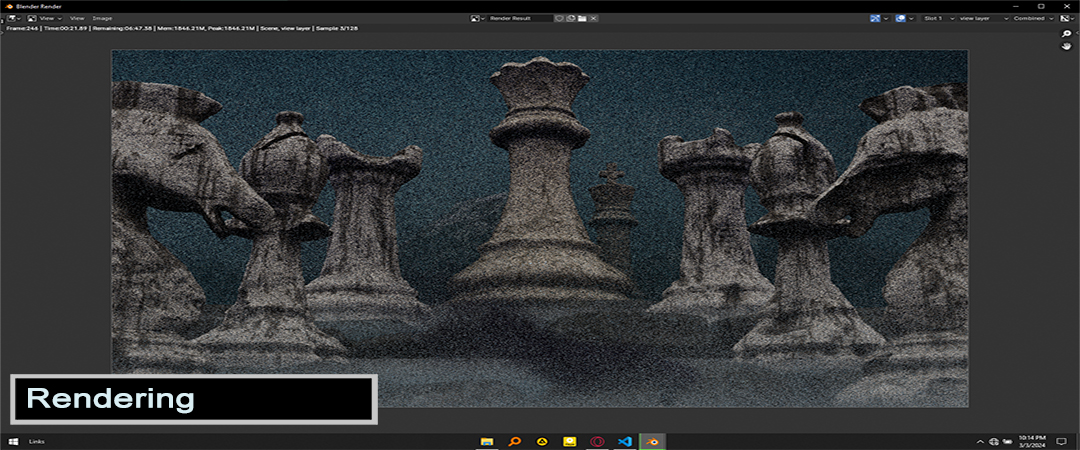 Blender Render
View View Image Render Result Slot 1 view layer Combined
Frame:246 | Time:00:21.89 | Remaining:06:47.38 | Mem:1846.21M, Peak:1846.21M | Scene, view layer | Sample 3/128
Rendering
Links
10:14 PM
3/3/2024